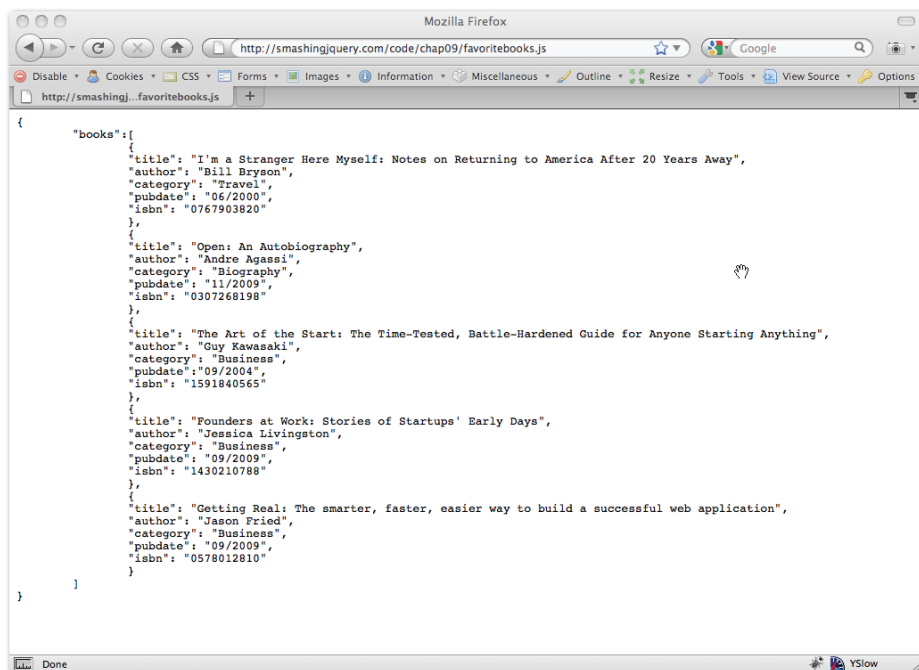 Mozilla Firefox
http://smashingjquery.com/code/chap09/favoritebooks.js Google
Disable Cookies CSS Forms Images Information Miscellaneous Outline Resize Tools View Source Options
http://smashingj...favoritebooks.js +
{
"books":[
{
"title": "I'm a Stranger Here Myself: Notes on Returning to America After 20 Years Away",
"author": "Bill Bryson",
"category": "Travel",
"pubdate": "06/2000",
"isbn": "0767903820"
},
{
"title": "Open: An Autobiography",
"author": "Andre Agassi",
"category": "Biography",
"pubdate": "11/2009",
"isbn": "0307268198"
},
{
"title": "The Art of the Start: The Time-Tested, Battle-Hardened Guide for Anyone Starting Anything",
"author": "Guy Kawasaki",
"category": "Business",
"pubdate":"09/2004",
"isbn": "1591840565"
},
{
"title": "Founders at Work: Stories of Startups' Early Days",
"author": "Jessica Livingston",
"category": "Business",
"pubdate": "09/2009",
"isbn": "1430210788"
},
{
"title": "Getting Real: The smarter, faster, easier way to build a successful web application",
"author": "Jason Fried",
"category": "Business",
"pubdate": "09/2009",
"isbn": "0578012810"
}
]
}
Done YSlow